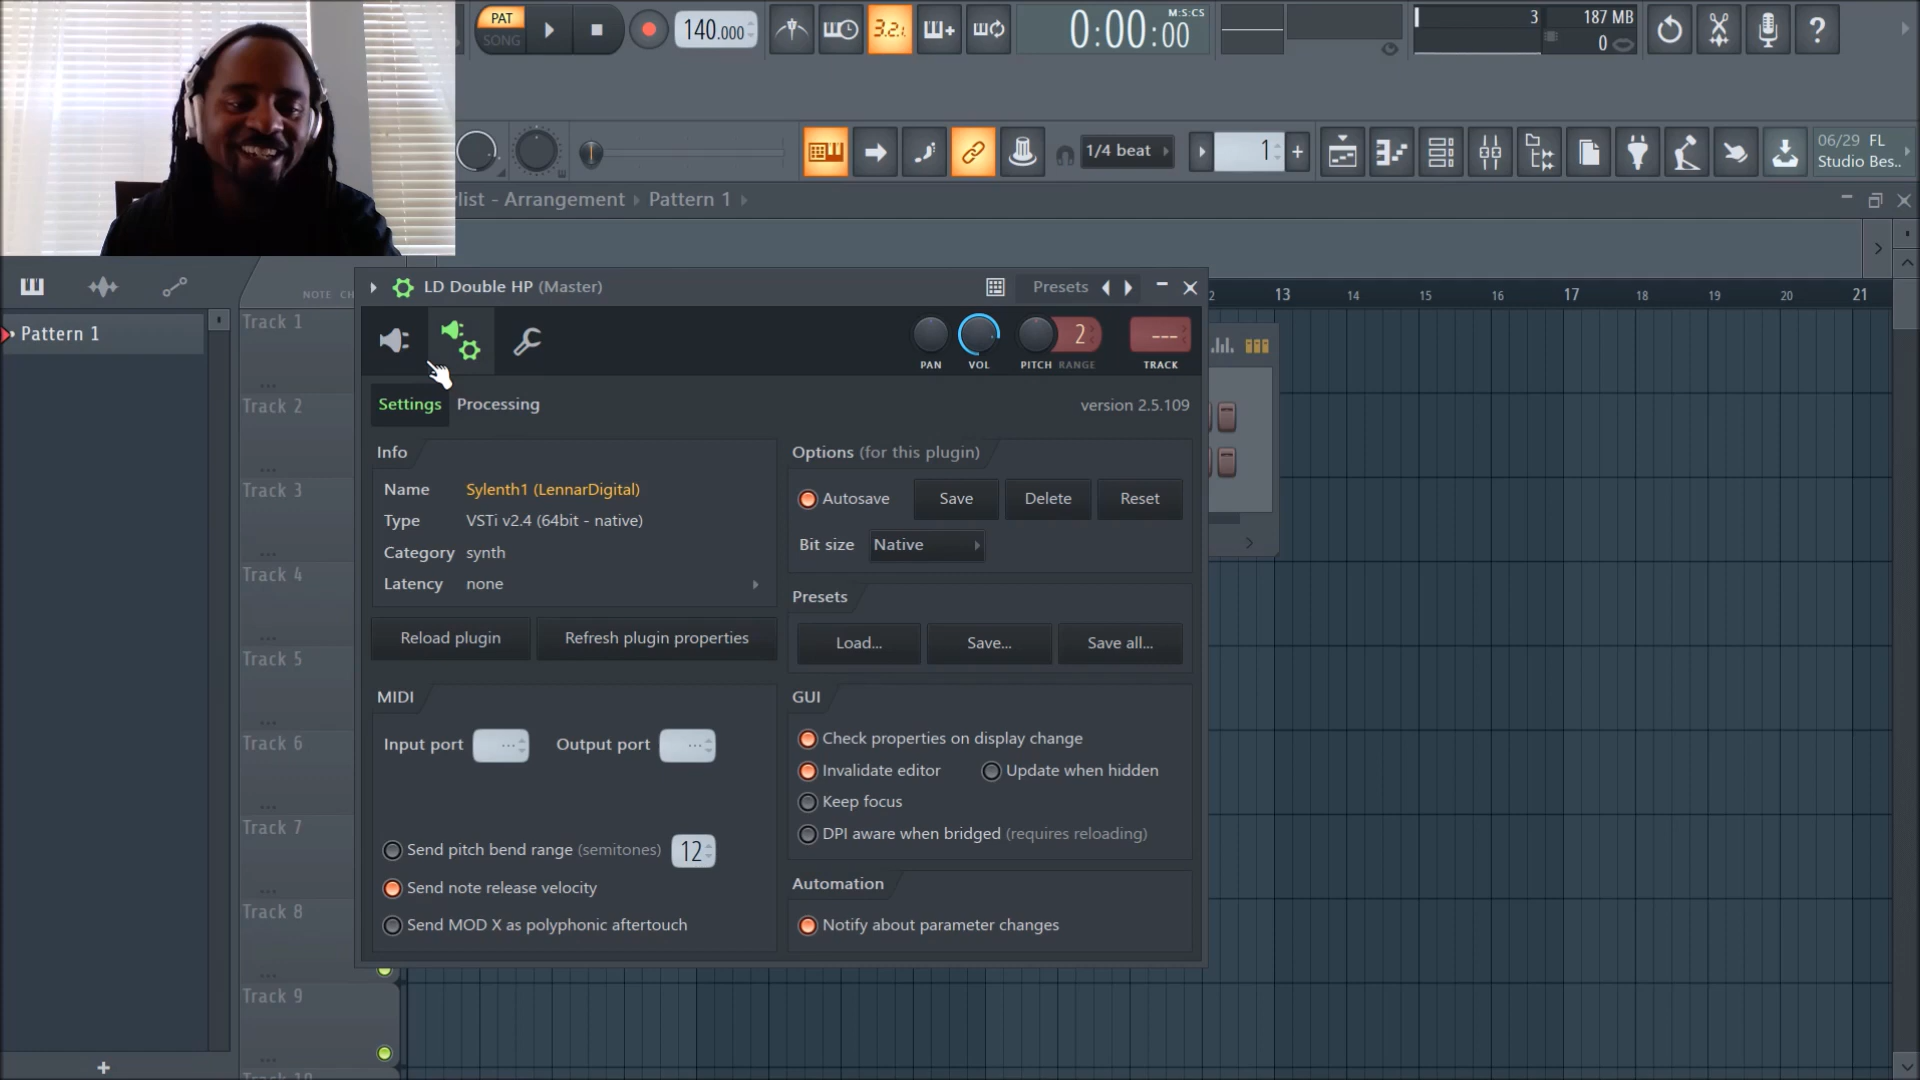 PAT
SONG
140.000
3.2.
M:S:CS
0:00:00
3
187 MB
0
?
1/4 beat
1
+
06/29 FL
Studio Bes..
ylist - Arrangement Pattern 1
NOTE CH
2 13 14 15 16 17 18 19 20 21
Pattern 1
Track 1
Track 2
Track 3
Track 4
Track 5
Track 6
Track 7
Track 8
Track 9
LD Double HP (Master)
Presets
2
---
PAN VOL PITCH RANGE TRACK
Settings Processing
version 2.5.109
Info
Name Sylenth1 (LennarDigital)
Type VSTi v2.4 (64bit - native)
Category synth
Latency none
Reload plugin Refresh plugin properties
MIDI
Input port ... Output port ...
Send pitch bend range (semitones) 12
Send note release velocity
Send MOD X as polyphonic aftertouch
Options (for this plugin)
Autosave Save Delete Reset
Bit size Native
Presets
Load... Save... Save all...
GUI
Check properties on display change
Invalidate editor Update when hidden
Keep focus
DPI aware when bridged (requires reloading)
Automation
Notify about parameter changes
+